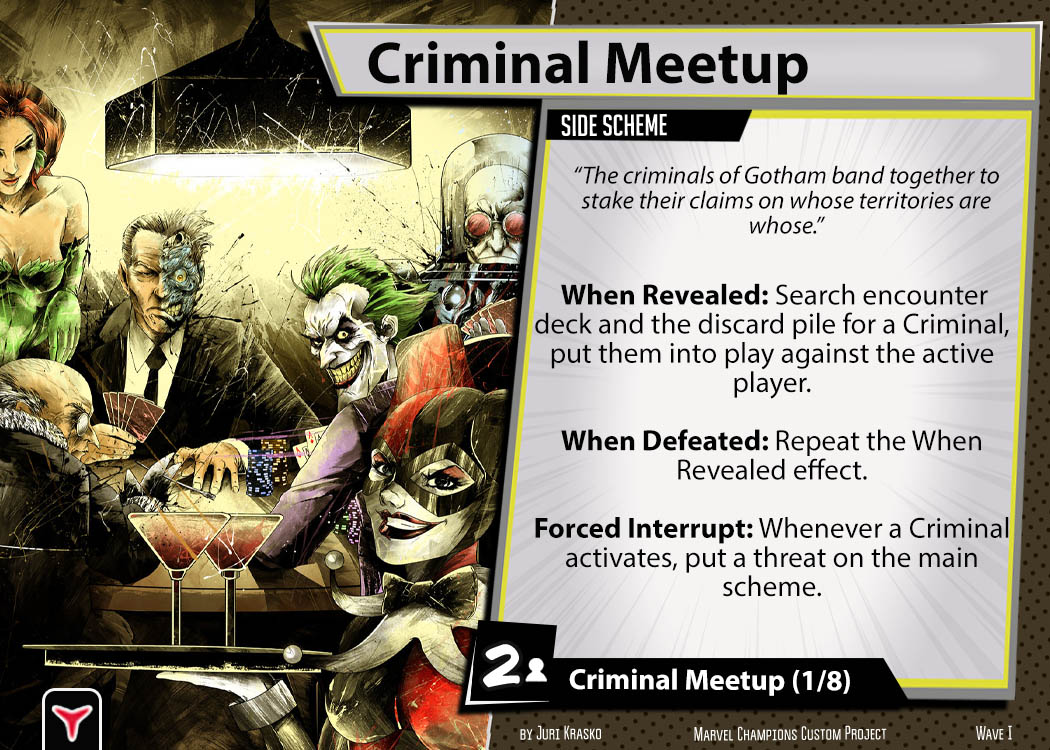 Criminal Meetup
SIDE SCHEME
“The criminals of Gotham band together to
stake their claims on whose territories are
whose.”
When Revealed: Search encounter
deck and the discard pile for a Criminal,
put them into play against the active
player.
When Defeated: Repeat the When
Revealed effect.
Forced Interrupt: Whenever a Criminal
activates, put a threat on the main
scheme.
2
Criminal Meetup (1/8)
by Juri Krasko
Marvel Champions Custom Project
Wave I